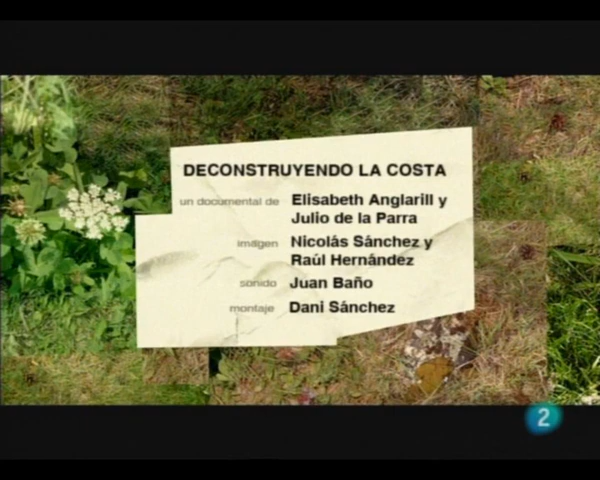 DECONSTRUYENDO LA COSTA
un documental de Elisabeth Anglarill y
Julio de la Parra
imágen Nicolás Sánchez y
Raúl Hernández
sonido Juan Baño
montaje Dani Sánchez
2